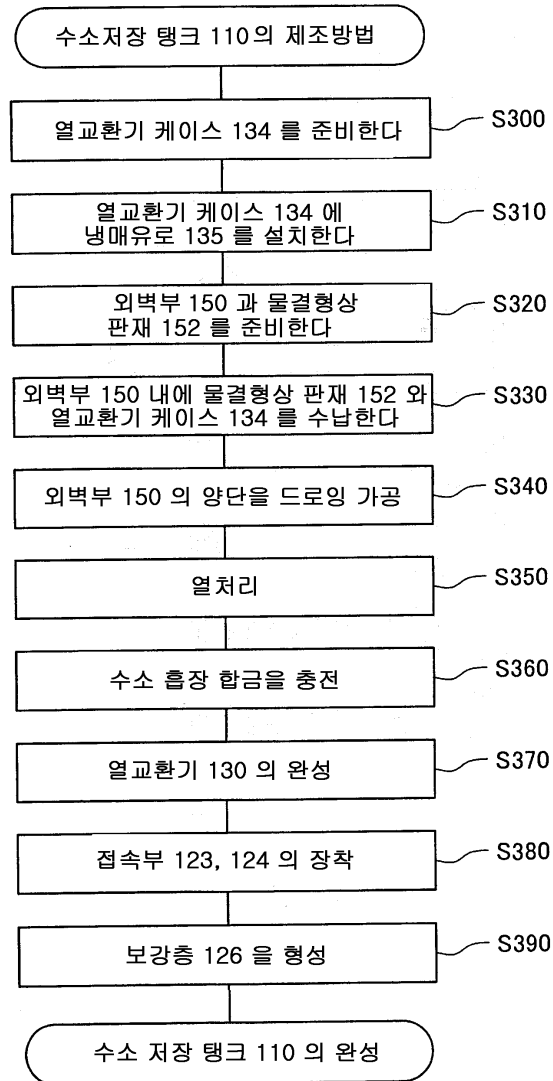 수소저장 탱크 110의 제조방법
열교환기 케이스 134 를 준비한다
S300
열교환기 케이스 134 에
냉매유로 135 를 설치한다
S310
외벽부 150 과 물결형상
판재 152 를 준비한다
S320
외벽부 150 내에 물결형상 판재 152 와
열교환기 케이스 134 를 수납한다
S330
외벽부 150 의 양단을 드로잉 가공
S340
열처리
S350
수소 흡장 합금을 충전
S360
열교환기 130 의 완성
S370
접속부 123, 124 의 장착
S380
보강층 126 을 형성
S390
수소 저장 탱크 110 의 완성